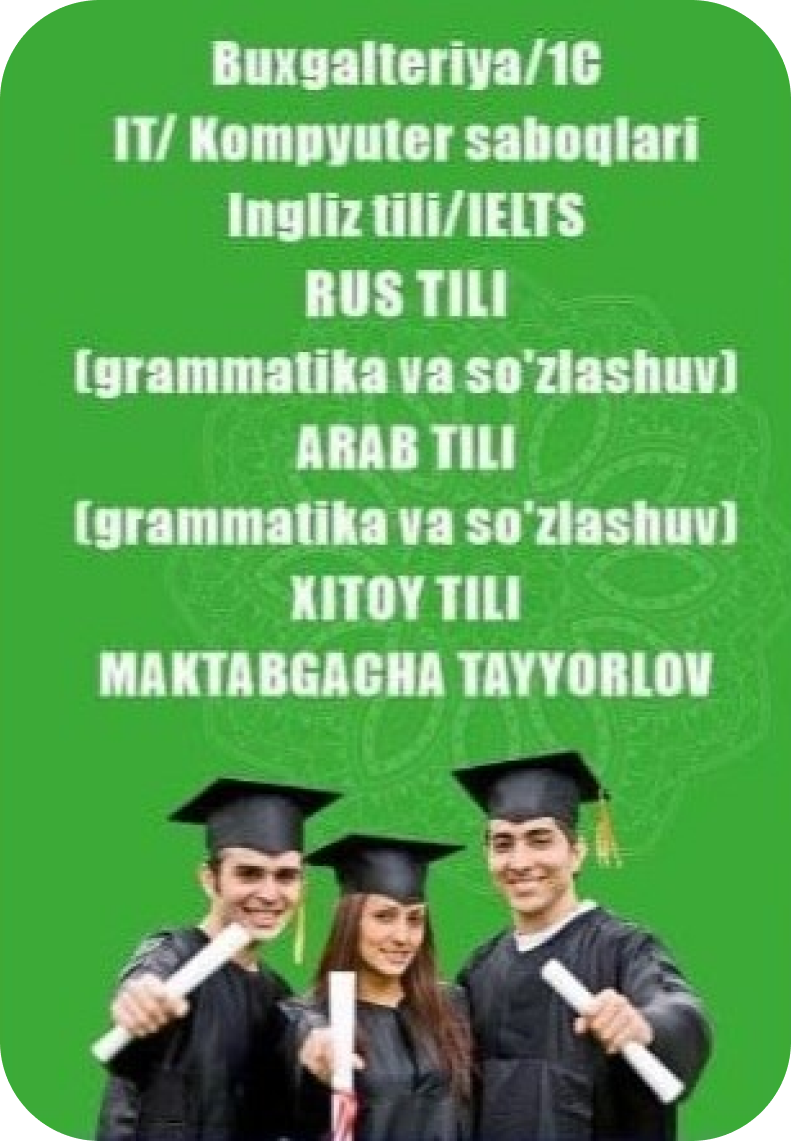 Buxgalteriya/1C
IT/ Kompyuter saboqlari
Ingliz tili/IELTS
RUS TILI
(grammatika va so'zlashuv)
ARAB TILI
(grammatika va so'zlashuv)
XITOY TILI
MAKTABGACHA TAYYORLOV